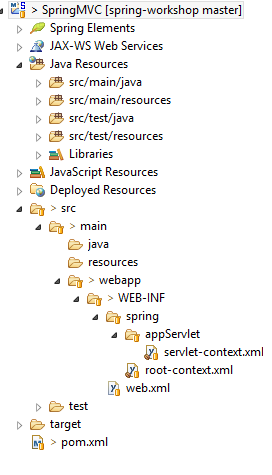 > SpringMVC [spring-workshop master]
Spring Elements
JAX-WS Web Services
Java Resources
src/main/java
src/main/resources
src/test/java
src/test/resources
Libraries
JavaScript Resources
Deployed Resources
> src
> main
java
resources
> webapp
> WEB-INF
spring
appServlet
servlet-context.xml
root-context.xml
web.xml
test
target
> pom.xml